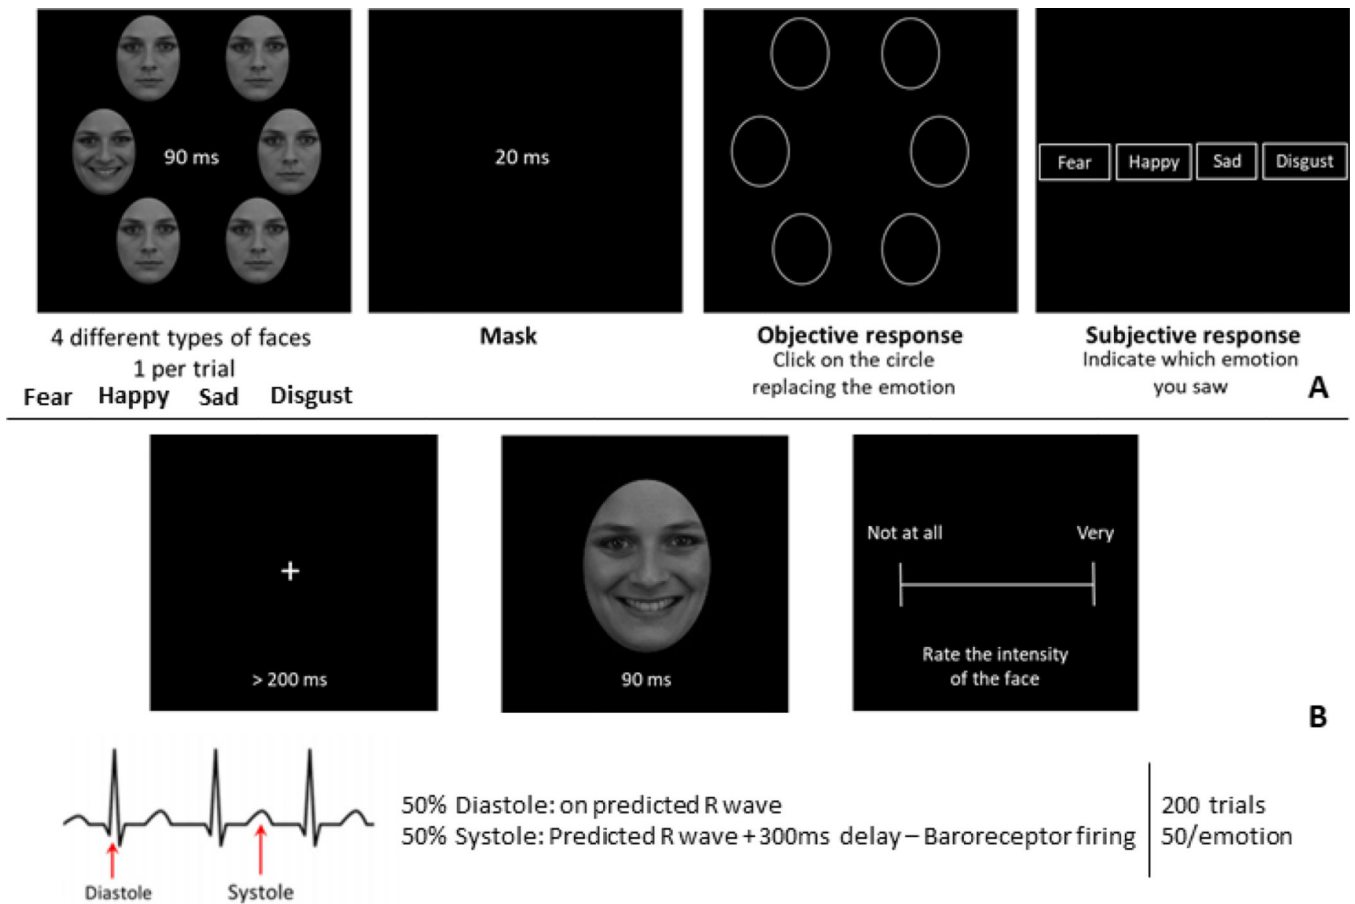 90 ms
20 ms
Fear Happy Sad Disgust
4 different types of faces
1 per trial
Fear Happy Sad Disgust
Mask
Objective response
Click on the circle
replacing the emotion
Subjective response
Indicate which emotion
you saw
A
+
> 200 ms
90 ms
Not at all Very
Rate the intensity
of the face
B
Diastole Systole
50% Diastole: on predicted R wave
50% Systole: Predicted R wave + 300ms delay – Baroreceptor firing
200 trials
50/emotion